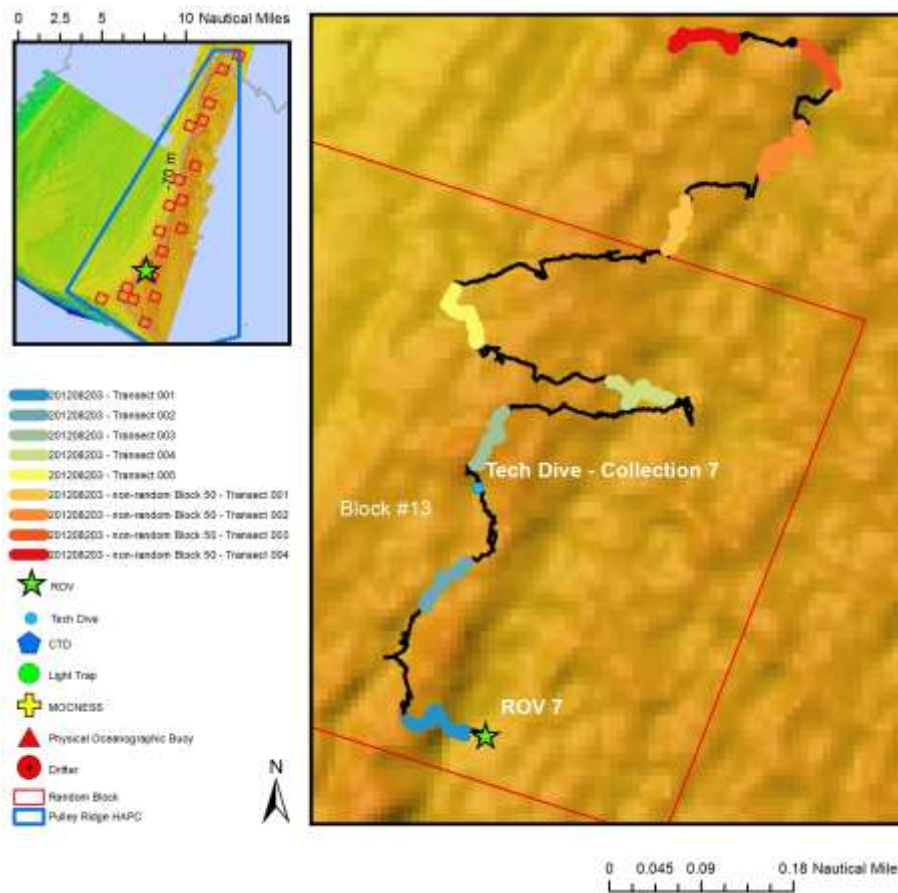 0 2.5 5 10 Nautical Miles
-70 m
201208203 - Transect 001
201208203 - Transect 002
201208203 - Transect 003
201208203 - Transect 004
201208203 - Transect 005
201208203 - non-random Block 50 - Transect 001
201208203 - non-random Block 50 - Transect 002
201208203 - non-random Block 50 - Transect 003
201208203 - non-random Block 50 - Transect 004
ROV
Tech Dive
CTD
Light Trap
MOCNESS
Physical Oceanographic Buoy
Drifter
Random Block
Pulley Ridge HAPC
N
Tech Dive - Collection 7
Block #13
ROV 7
0 0.045 0.09 0.18 Nautical Mile